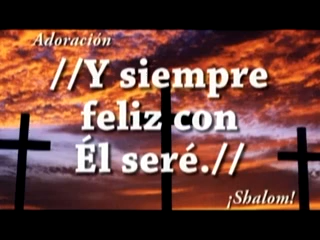 Adoración
//Y siempre
feliz con
Él seré.//
¡Shalom!